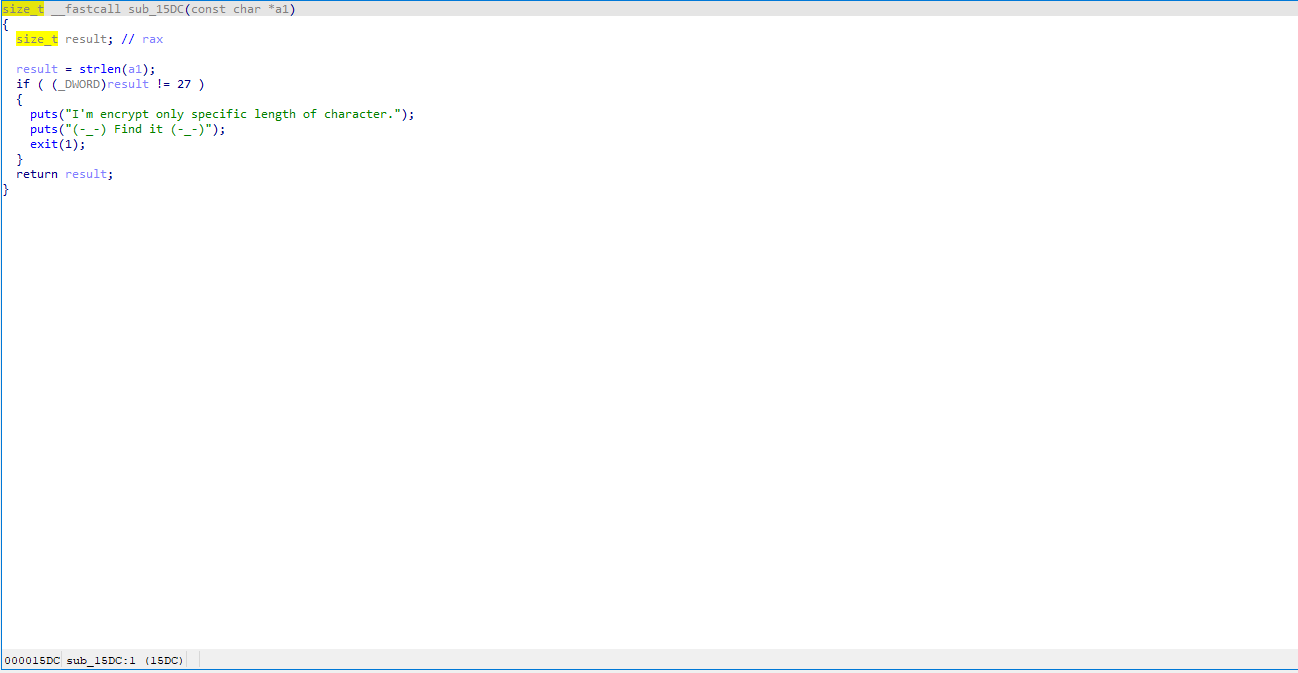 size_t __fastcall sub_15DC(const char *a1)
{
  size_t result; // rax

  result = strlen(a1);
  if ( (_DWORD)result != 27 )
  {
    puts("I'm encrypt only specific length of character.");
    puts("(-_-) Find it (-_-)");
    exit(1);
  }
  return result;
}
000015DC sub_15DC:1 (15DC)